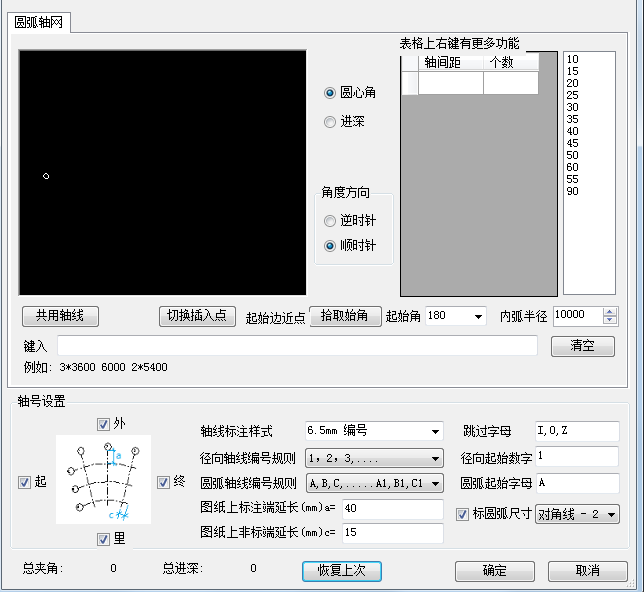 圆弧轴网
表格上右键有更多功能
轴间距 个数
圆心角
进深
角度方向
逆时针
顺时针
10
15
20
25
30
35
40
45
50
60
55
90
共用轴线 切换插入点 起始边近点 拾取始角 起始角 180 内弧半径 10000
键入 清空
例如: 3*3600 6000 2*5400
轴号设置
外
起
终
里
a
c
轴线标注样式 6.5mm 编号 跳过字母 I,O,Z
径向轴线编号规则 1, 2, 3,.... 径向起始数字 1
圆弧轴线编号规则 A,B,C,.....A1,B1,C1 圆弧起始字母 A
图纸上标注端延长(mm)a= 40 标圆弧尺寸 对角线 - 2
图纸上非标端延长(mm)c= 15
总夹角: 0 总进深: 0 恢复上次 确定 取消